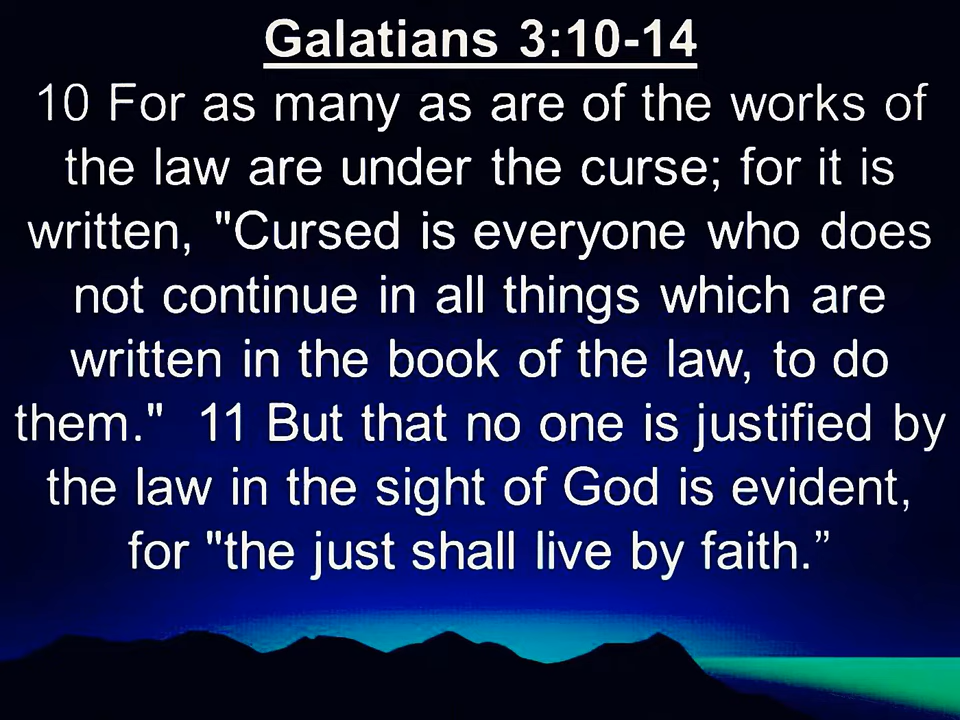 Galatians 3:10-14
10 For as many as are of the works of
the law are under the curse; for it is
written, "Cursed is everyone who does
not continue in all things which are
written in the book of the law, to do
them."  11 But that no one is justified by
the law in the sight of God is evident,
for "the just shall live by faith.”